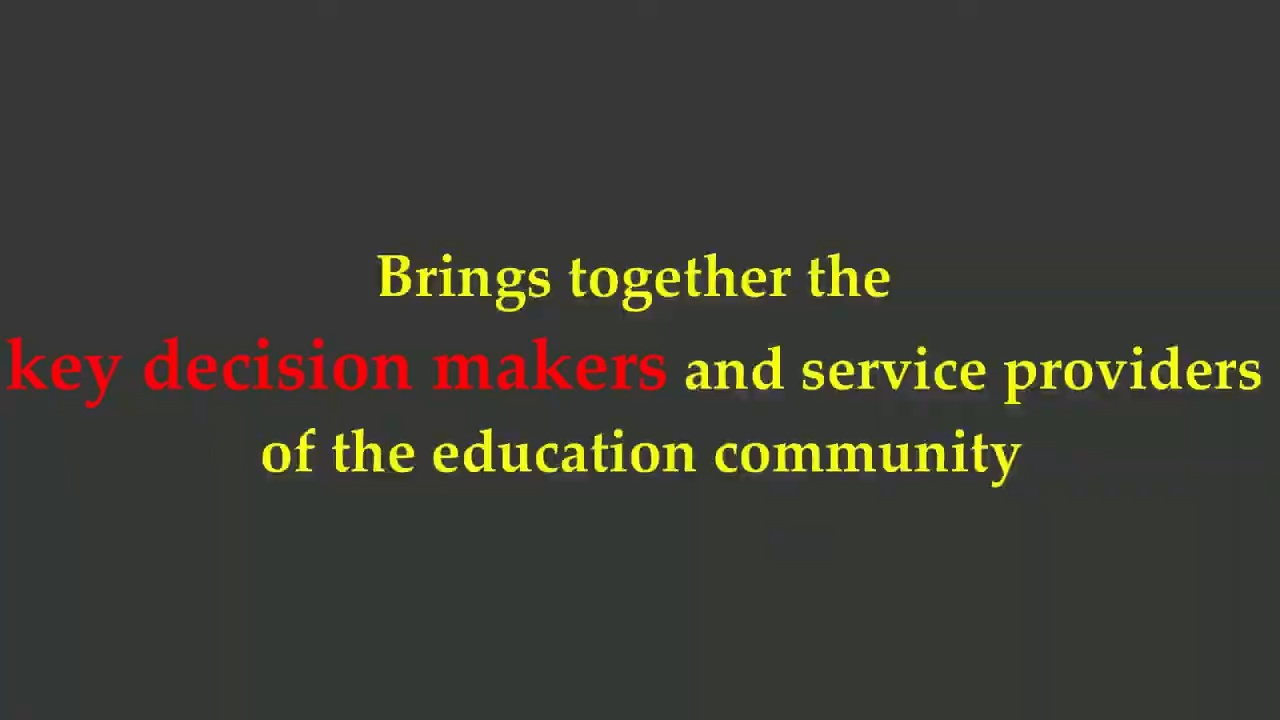 Brings together the
key decision makers and service providers
of the education community